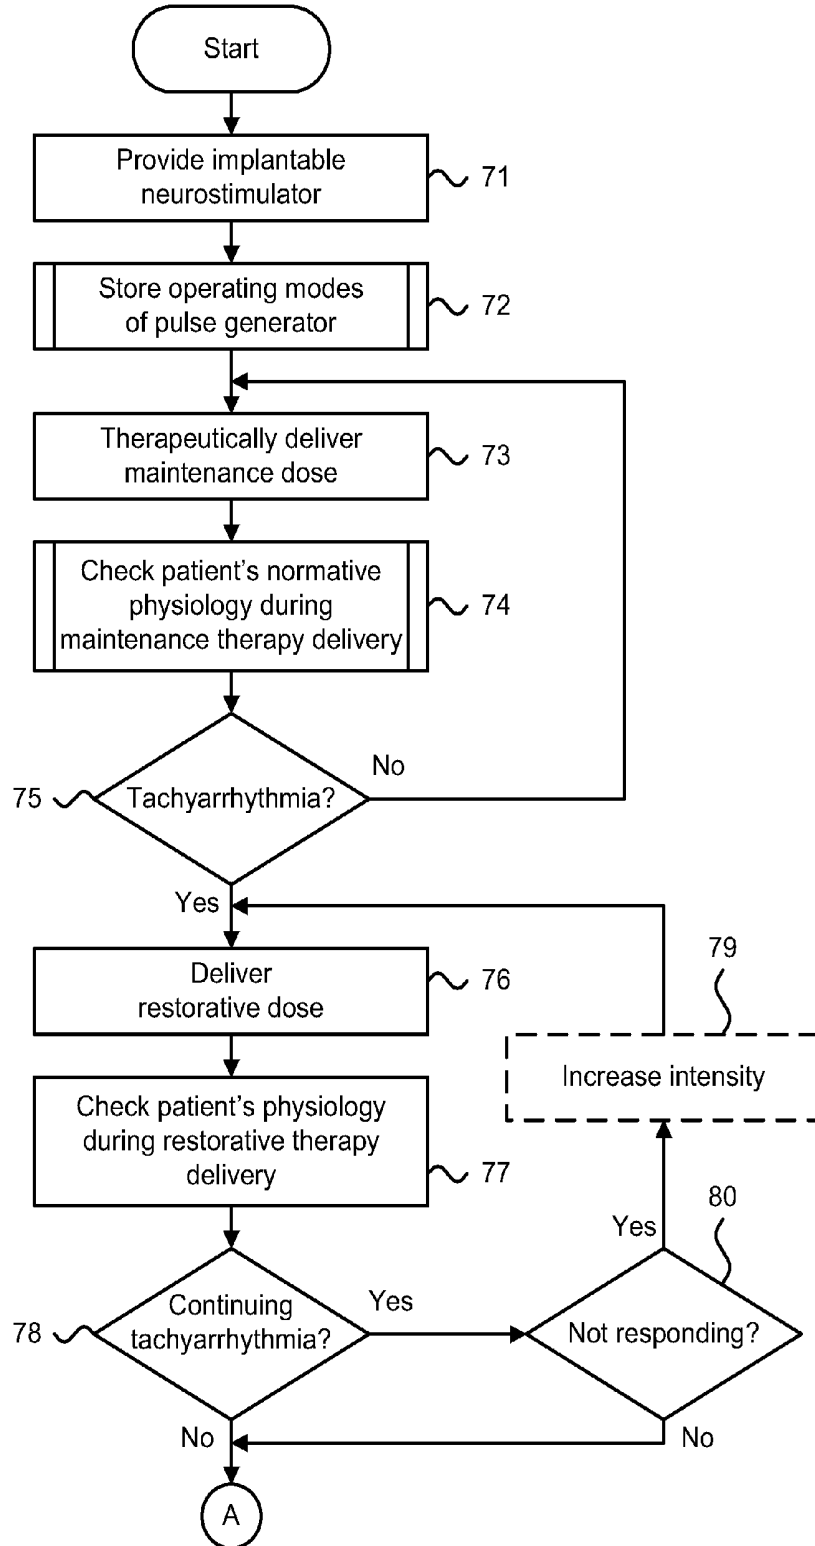 Start
Provide implantable
neurostimulator
71
Store operating modes
of pulse generator
72
Therapeutically deliver
maintenance dose
73
Check patient’s normative
physiology during
maintenance therapy delivery
74
No
75
Tachyarrhythmia?
Yes
79
Deliver
restorative dose
76
Increase intensity
Check patient’s physiology
during restorative therapy
delivery
77
80
Yes
Continuing
tachyarrhythmia?
Yes
78
Not responding?
No
No
A